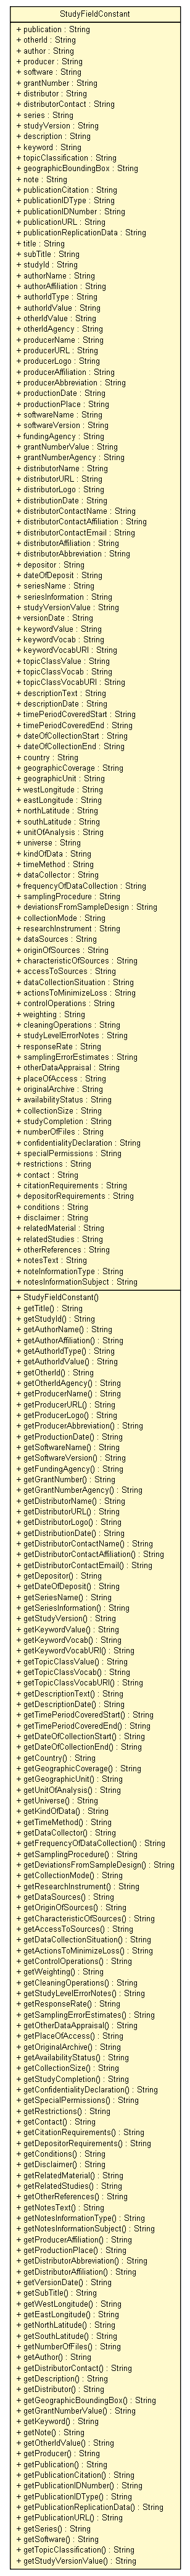 StudyFieldConstant
+ publication : String
+ otherId : String
+ author : String
+ producer : String
+ software : String
+ grantNumber : String
+ distributor : String
+ distributorContact : String
+ series : String
+ studyVersion : String
+ description : String
+ keyword : String
+ topicClassification : String
+ geographicBoundingBox : String
+ note : String
+ publicationCitation : String
+ publicationIDType : String
+ publicationIDNumber : String
+ publicationURL : String
+ publicationReplicationData : String
+ title : String
+ subTitle : String
+ studyId : String
+ authorName : String
+ authorAffiliation : String
+ authorIdType : String
+ authorIdValue : String
+ otherIdValue : String
+ otherIdAgency : String
+ producerName : String
+ producerURL : String
+ producerLogo : String
+ producerAffiliation : String
+ producerAbbreviation : String
+ productionDate : String
+ productionPlace : String
+ softwareName : String
+ softwareVersion : String
+ fundingAgency : String
+ grantNumberValue : String
+ grantNumberAgency : String
+ distributorName : String
+ distributorURL : String
+ distributorLogo : String
+ distributionDate : String
+ distributorContactName : String
+ distributorContactAffiliation : String
+ distributorContactEmail : String
+ distributorAffiliation : String
+ distributorAbbreviation : String
+ depositor : String
+ dateOfDeposit : String
+ seriesName : String
+ seriesInformation : String
+ studyVersionValue : String
+ versionDate : String
+ keywordValue : String
+ keywordVocab : String
+ keywordVocabURI : String
+ topicClassValue : String
+ topicClassVocab : String
+ topicClassVocabURI : String
+ descriptionText : String
+ descriptionDate : String
+ timePeriodCoveredStart : String
+ timePeriodCoveredEnd : String
+ dateOfCollectionStart : String
+ dateOfCollectionEnd : String
+ country : String
+ geographicCoverage : String
+ geographicUnit : String
+ westLongitude : String
+ eastLongitude : String
+ northLatitude : String
+ southLatitude : String
+ unitOfAnalysis : String
+ universe : String
+ kindOfData : String
+ timeMethod : String
+ dataCollector : String
+ frequencyOfDataCollection : String
+ samplingProcedure : String
+ deviationsFromSampleDesign : String
+ collectionMode : String
+ researchInstrument : String
+ dataSources : String
+ originOfSources : String
+ characteristicOfSources : String
+ accessToSources : String
+ dataCollectionSituation : String
+ actionsToMinimizeLoss : String
+ controlOperations : String
+ weighting : String
+ cleaningOperations : String
+ studyLevelErrorNotes : String
+ responseRate : String
+ samplingErrorEstimates : String
+ otherDataAppraisal : String
+ placeOfAccess : String
+ originalArchive : String
+ availabilityStatus : String
+ collectionSize : String
+ studyCompletion : String
+ numberOfFiles : String
+ confidentialityDeclaration : String
+ specialPermissions : String
+ restrictions : String
+ contact : String
+ citationRequirements : String
+ depositorRequirements : String
+ conditions : String
+ disclaimer : String
+ relatedMaterial : String
+ relatedStudies : String
+ otherReferences : String
+ notesText : String
+ noteInformationType : String
+ notesInformationSubject : String
+ StudyFieldConstant()
+ getTitle() : String
+ getStudyId() : String
+ getAuthorName() : String
+ getAuthorAffiliation() : String
+ getAuthorIdType() : String
+ getAuthorIdValue() : String
+ getOtherId() : String
+ getOtherIdAgency() : String
+ getProducerName() : String
+ getProducerURL() : String
+ getProducerLogo() : String
+ getProducerAbbreviation() : String
+ getProductionDate() : String
+ getSoftwareName() : String
+ getSoftwareVersion() : String
+ getFundingAgency() : String
+ getGrantNumber() : String
+ getGrantNumberAgency() : String
+ getDistributorName() : String
+ getDistributorURL() : String
+ getDistributorLogo() : String
+ getDistributionDate() : String
+ getDistributorContactName() : String
+ getDistributorContactAffiliation() : String
+ getDistributorContactEmail() : String
+ getDepositor() : String
+ getDateOfDeposit() : String
+ getSeriesName() : String
+ getSeriesInformation() : String
+ getStudyVersion() : String
+ getKeywordValue() : String
+ getKeywordVocab() : String
+ getKeywordVocabURI() : String
+ getTopicClassValue() : String
+ getTopicClassVocab() : String
+ getTopicClassVocabURI() : String
+ getDescriptionText() : String
+ getDescriptionDate() : String
+ getTimePeriodCoveredStart() : String
+ getTimePeriodCoveredEnd() : String
+ getDateOfCollectionStart() : String
+ getDateOfCollectionEnd() : String
+ getCountry() : String
+ getGeographicCoverage() : String
+ getGeographicUnit() : String
+ getUnitOfAnalysis() : String
+ getUniverse() : String
+ getKindOfData() : String
+ getTimeMethod() : String
+ getDataCollector() : String
+ getFrequencyOfDataCollection() : String
+ getSamplingProcedure() : String
+ getDeviationsFromSampleDesign() : String
+ getCollectionMode() : String
+ getResearchInstrument() : String
+ getDataSources() : String
+ getOriginOfSources() : String
+ getCharacteristicOfSources() : String
+ getAccessToSources() : String
+ getDataCollectionSituation() : String
+ getActionsToMinimizeLoss() : String
+ getControlOperations() : String
+ getWeighting() : String
+ getCleaningOperations() : String
+ getStudyLevelErrorNotes() : String
+ getResponseRate() : String
+ getSamplingErrorEstimates() : String
+ getOtherDataAppraisal() : String
+ getPlaceOfAccess() : String
+ getOriginalArchive() : String
+ getAvailabilityStatus() : String
+ getCollectionSize() : String
+ getStudyCompletion() : String
+ getConfidentialityDeclaration() : String
+ getSpecialPermissions() : String
+ getRestrictions() : String
+ getContact() : String
+ getCitationRequirements() : String
+ getDepositorRequirements() : String
+ getConditions() : String
+ getDisclaimer() : String
+ getRelatedMaterial() : String
+ getRelatedStudies() : String
+ getOtherReferences() : String
+ getNotesText() : String
+ getNotesInformationType() : String
+ getNotesInformationSubject() : String
+ getProducerAffiliation() : String
+ getProductionPlace() : String
+ getDistributorAbbreviation() : String
+ getDistributorAffiliation() : String
+ getVersionDate() : String
+ getSubTitle() : String
+ getWestLongitude() : String
+ getEastLongitude() : String
+ getNorthLatitude() : String
+ getSouthLatitude() : String
+ getNumberOfFiles() : String
+ getAuthor() : String
+ getDistributorContact() : String
+ getDescription() : String
+ getDistributor() : String
+ getGeographicBoundingBox() : String
+ getGrantNumberValue() : String
+ getKeyword() : String
+ getNote() : String
+ getOtherIdValue() : String
+ getProducer() : String
+ getPublication() : String
+ getPublicationCitation() : String
+ getPublicationIDNumber() : String
+ getPublicationIDType() : String
+ getPublicationReplicationData() : String
+ getPublicationURL() : String
+ getSeries() : String
+ getSoftware() : String
+ getTopicClassification() : String
+ getStudyVersionValue() : String